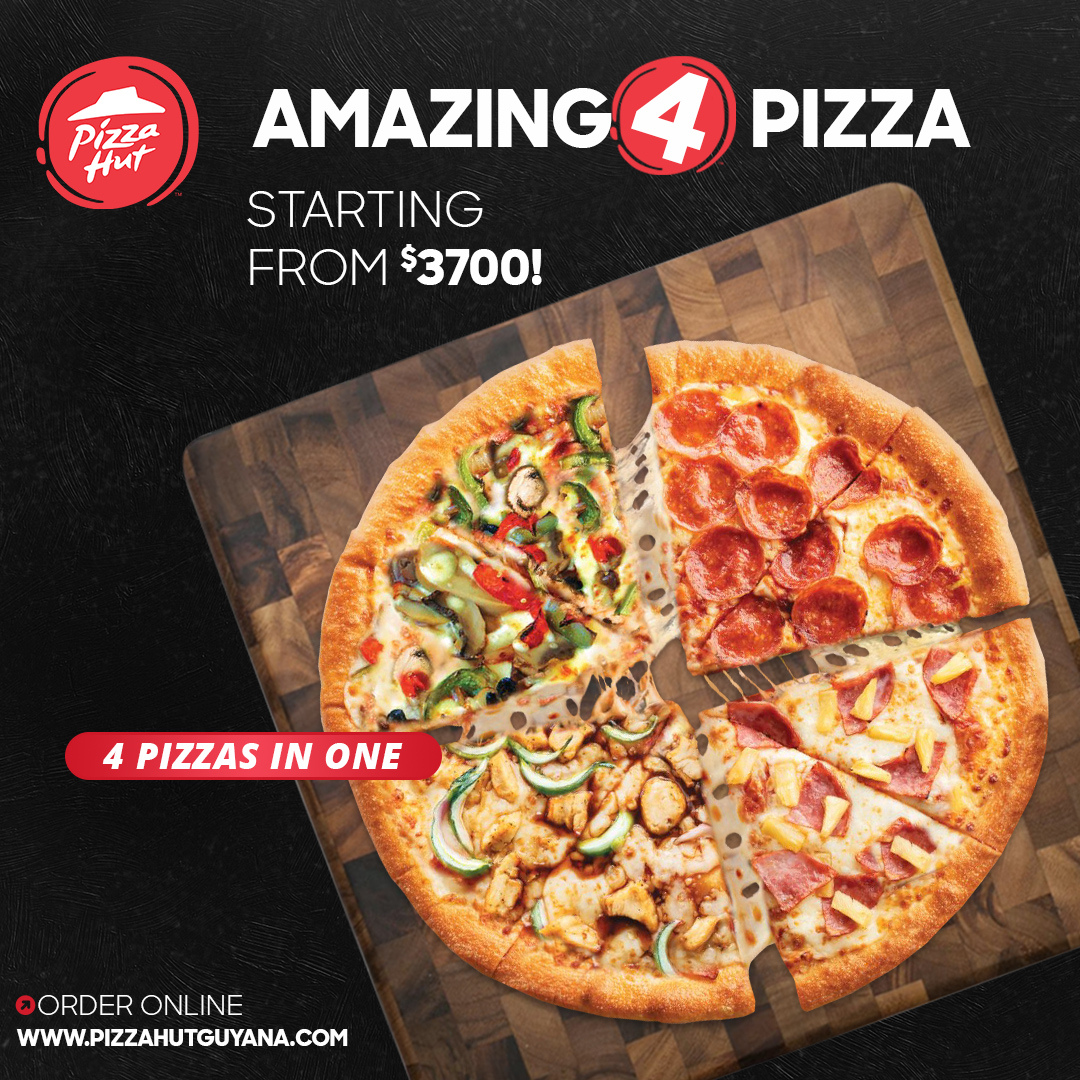 Pizza
Hut
AMAZING 4 PIZZA
STARTING
FROM $3700!
4 PIZZAS IN ONE
ORDER ONLINE
WWW.PIZZAHUTGUYANA.COM